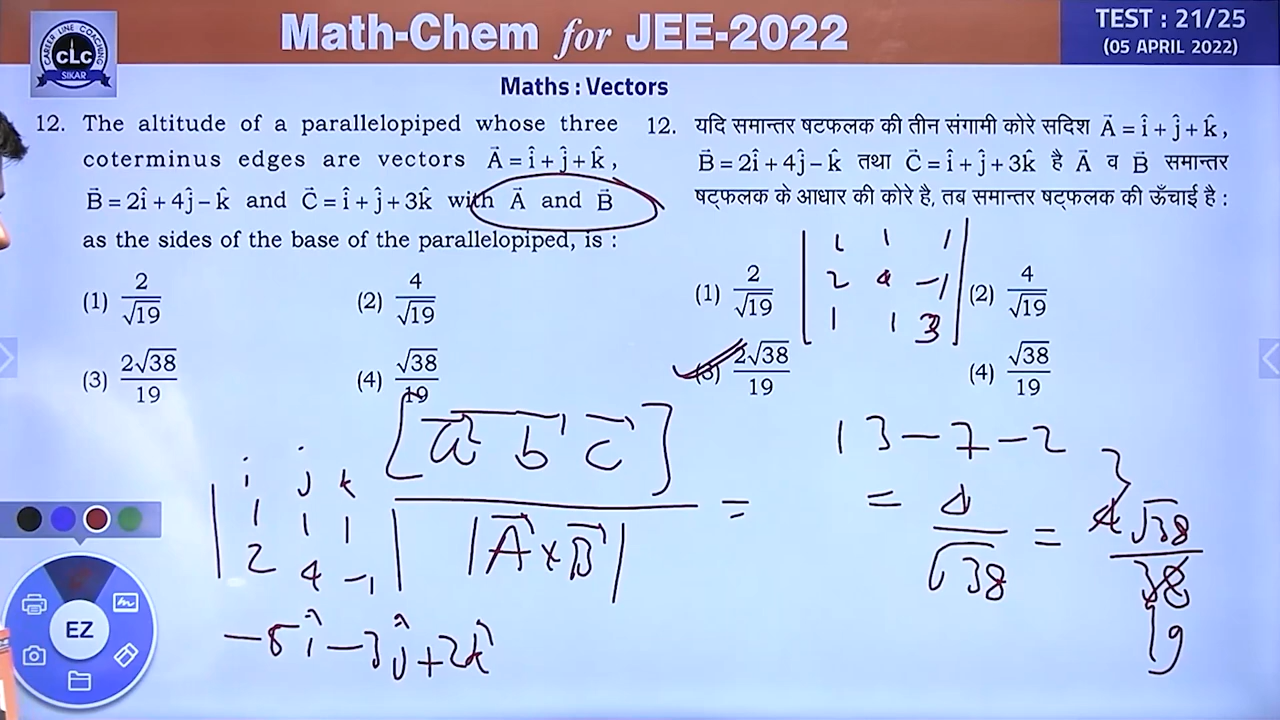 CAREER LINE COACHING
CLC
SIKAR
Math-Chem for JEE-2022
TEST : 21/25
(05 APRIL 2022)
Maths : Vectors
12. The altitude of a parallelopiped whose three
coterminus edges are vectors A⃗ = î + ĵ + k̂ ,
B⃗ = 2î + 4ĵ – k̂ and C⃗ = î + ĵ + 3k̂ with A⃗ and B⃗
as the sides of the base of the parallelopiped, is :
(1) 2/√19
(2) 4/√19
(3) 2√38/19
(4) √38/19
12. यदि समान्तर षटफलक की तीन संगामी कोरे सदिश A⃗ = î + ĵ + k̂ ,
B⃗ = 2î + 4ĵ – k̂ तथा C⃗ = î + ĵ + 3k̂ है A⃗ व B⃗ समान्तर
षट्फलक के आधार की कोरे है, तब समान्तर षट्फलक की ऊँचाई है :
(1) 2/√19
(2) 4/√19
(3) 2√38/19
(4) √38/19
1 1 1
2 4 -1
1 1 3
[a⃗ b⃗ c⃗]
|A⃗ × B⃗|
=
i j k
1 1 1
2 4 -1
-5î - 3ĵ + 2k̂
13 - 7 - 2
= 4/√38 = 4√38/38
2
19
EZ